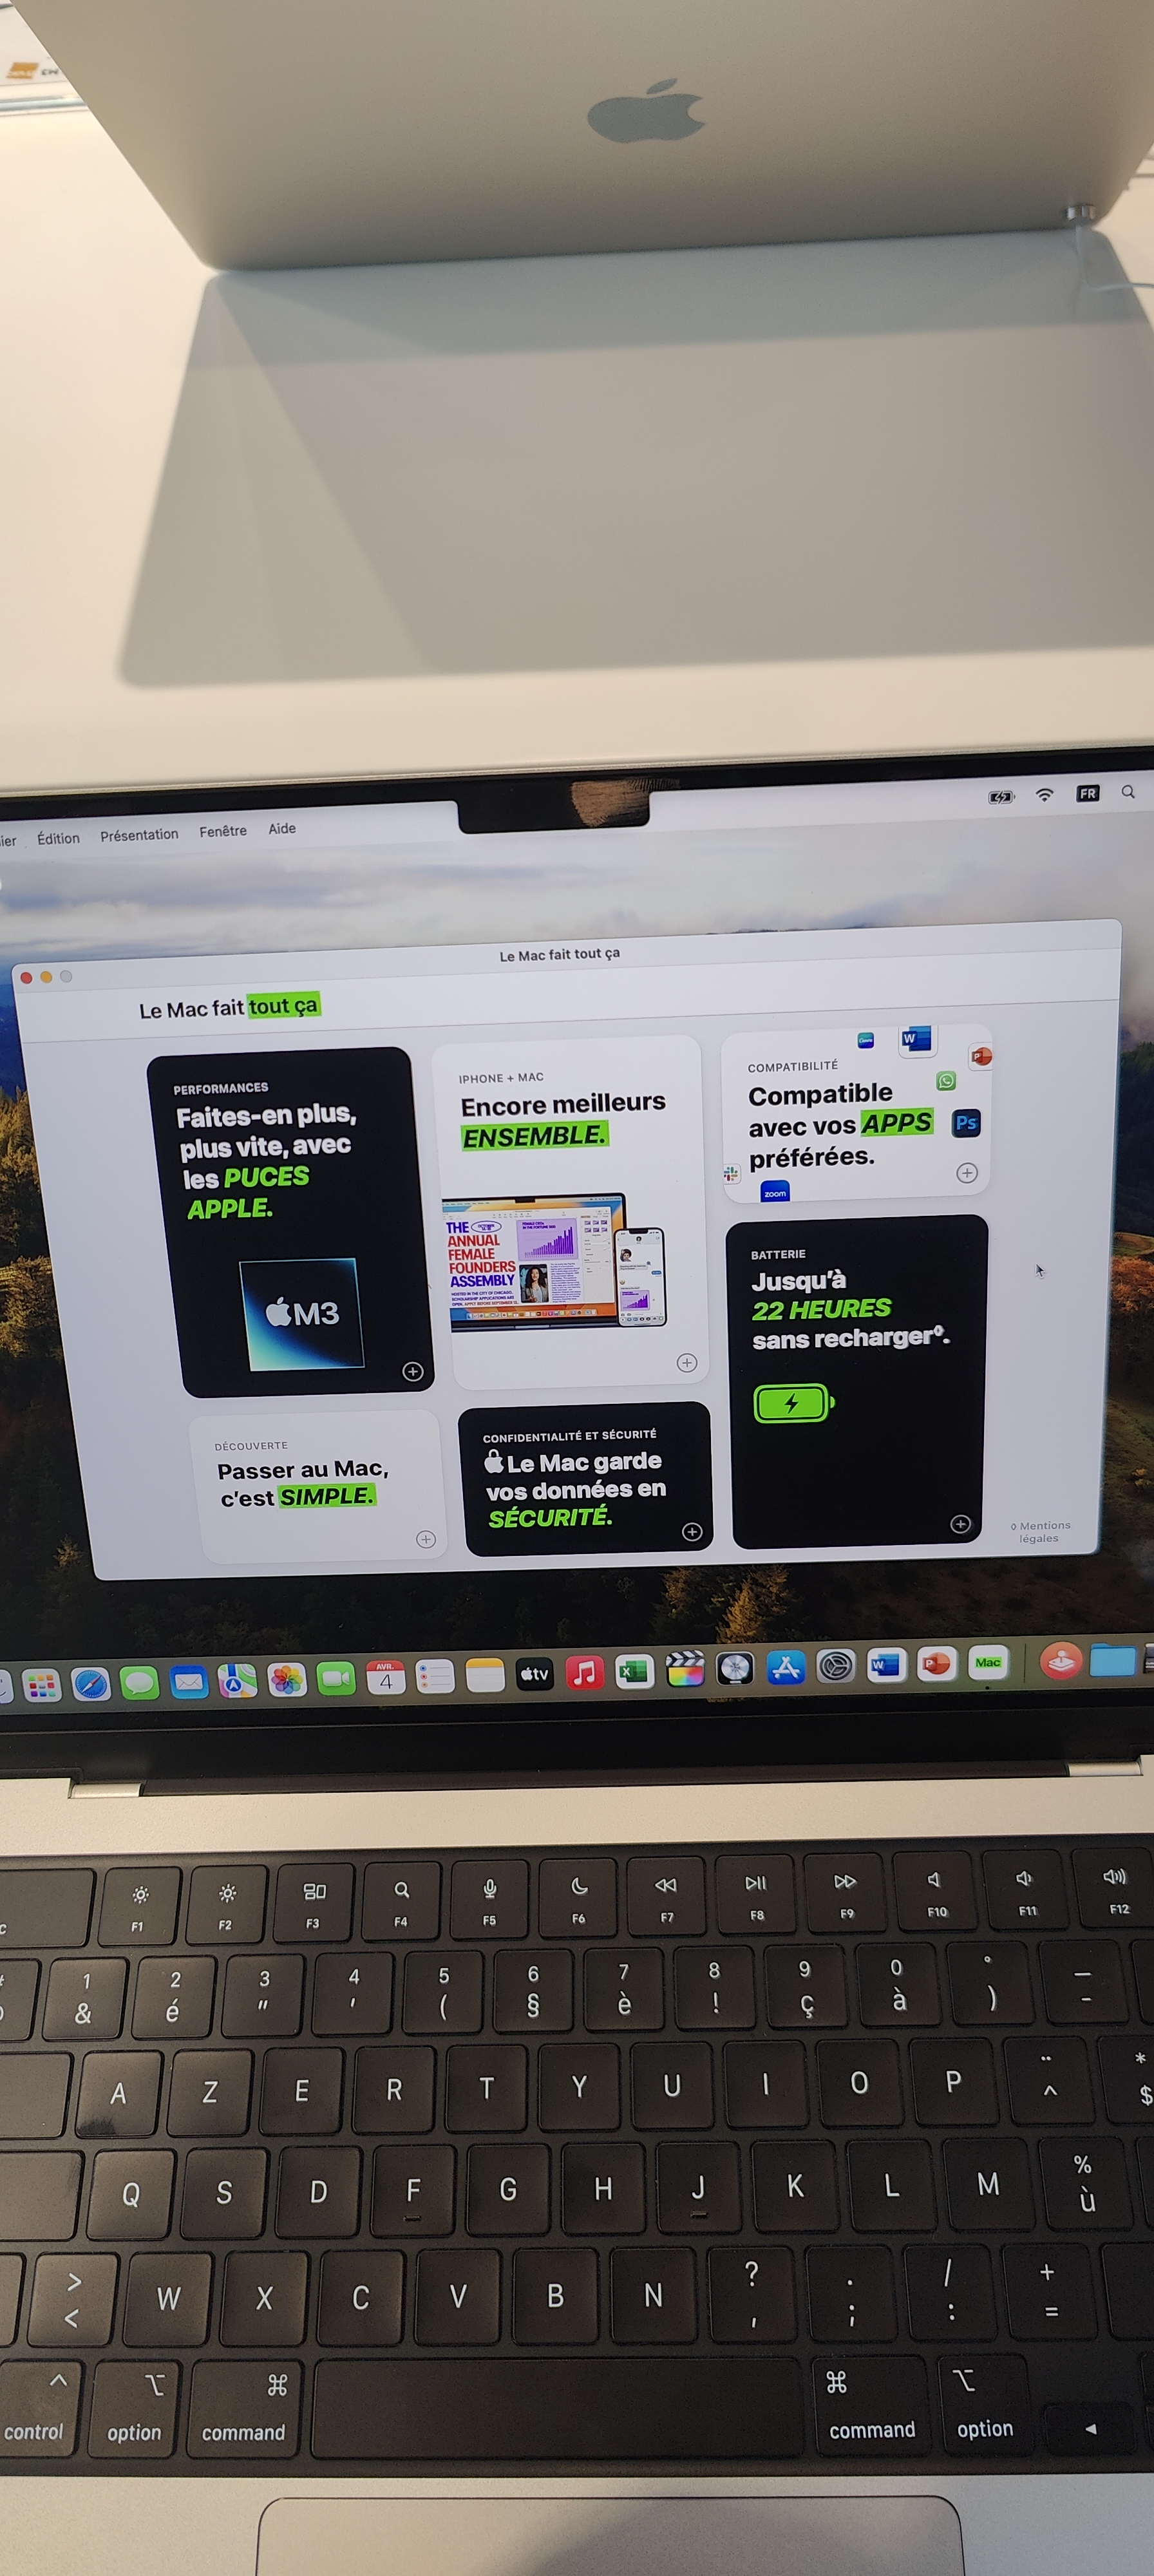 Édition Présentation Fenêtre Aide
FR
Le Mac fait tout ça
Le Mac fait tout ça
PERFORMANCES
Faites-en plus,
plus vite, avec
les PUCES
APPLE.
M3
IPHONE + MAC
Encore meilleurs
ENSEMBLE.
THE
ANNUAL
FEMALE
FOUNDERS
ASSEMBLY
COMPATIBILITÉ
Compatible
avec vos APPS
préférées.
W
P
Ps
zoom
BATTERIE
Jusqu'à
22 HEURES
sans recharger◊.
DÉCOUVERTE
Passer au Mac,
c'est SIMPLE.
CONFIDENTIALITÉ ET SÉCURITÉ
Le Mac garde
vos données en
SÉCURITÉ.
◊ Mentions
légales
AVR.
4
tv
X
W
P
Mac
F1 F2 F3 F4 F5 F6 F7 F8 F9 F10 F11 F12
1 2 3 4 5 6 7 8 9 0 ° _
& é " ' ( § è ! ç à ) -
A Z E R T Y U I O P ¨ *
^ $
Q S D F G H J K L M %
ù
> W X C V B N ? . / +
< , ; : =
control option command command option